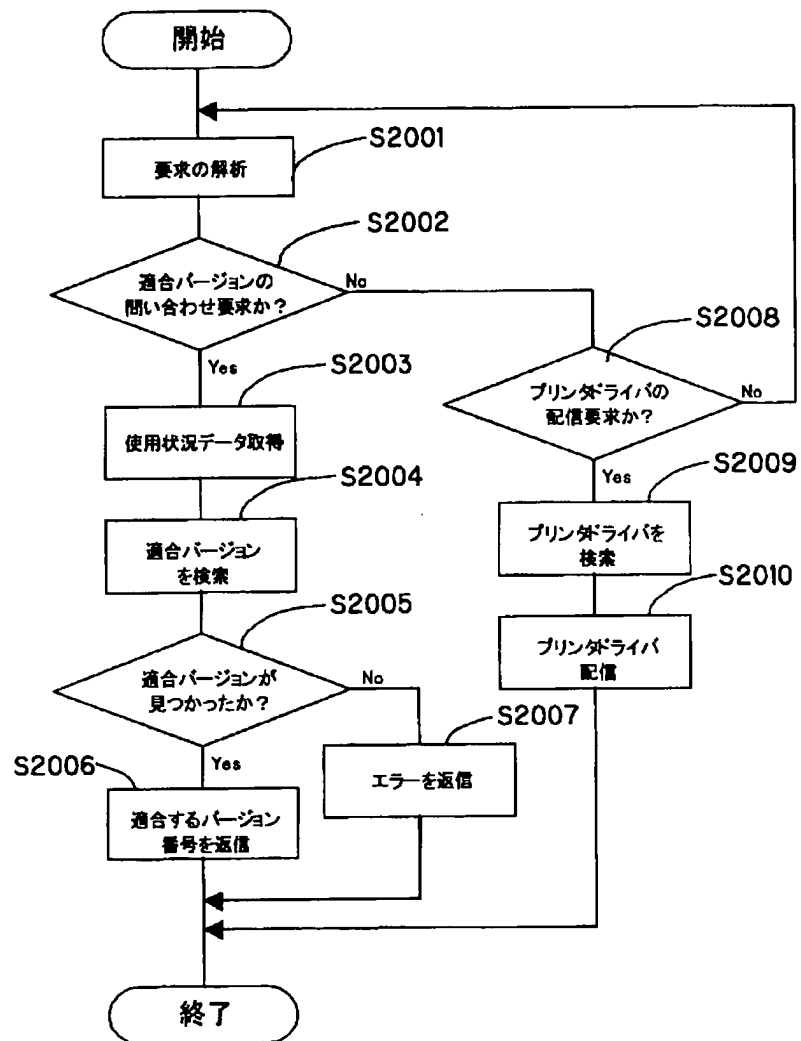 開始
S2001
要求の解析
S2002
適合バージョンの
問い合わせ要求か？
No
Yes
S2003
使用状況データ取得
S2004
適合バージョン
を検索
S2005
適合バージョンが
見つかったか？
No
Yes
S2006
適合するバージョン
番号を返信
S2007
エラーを返信
S2008
プリンタドライバの
配信要求か？
No
Yes
S2009
プリンタドライバを
検索
S2010
プリンタドライバ
配信
終了